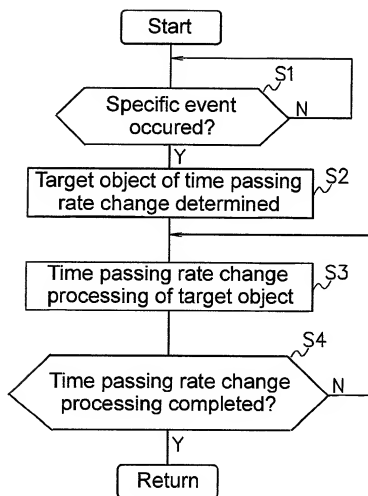 Start
S1
Specific event
occured?
N
Y
S2
Target object of time passing
rate change determined
Time passing rate change
processing of target object
S3
S4
Time passing rate change
processing completed?
N
Y
Return